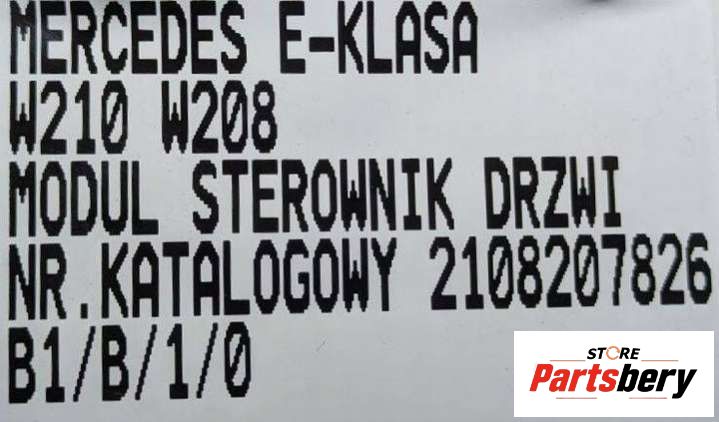 MERCEDES E-KLASA
W210 W208
MODUL STEROWNIK DRZWI
NR.KATALOGOWY 2108207826
B1/B/1/0
STORE
Partsbery